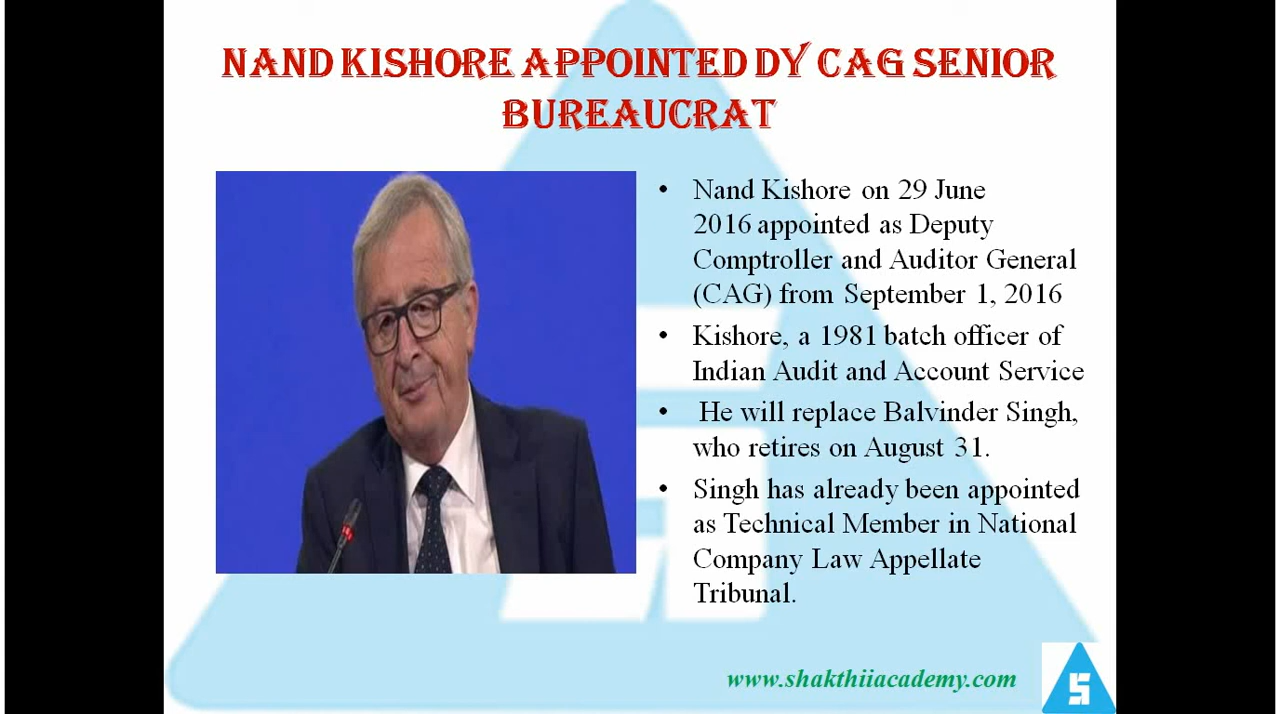 NAND KISHORE APPOINTED DY CAG SENIOR
BUREAUCRAT
• Nand Kishore on 29 June
2016 appointed as Deputy
Comptroller and Auditor General
(CAG) from September 1, 2016
• Kishore, a 1981 batch officer of
Indian Audit and Account Service
• He will replace Balvinder Singh,
who retires on August 31.
• Singh has already been appointed
as Technical Member in National
Company Law Appellate
Tribunal.
www.shakthiiacademy.com
S